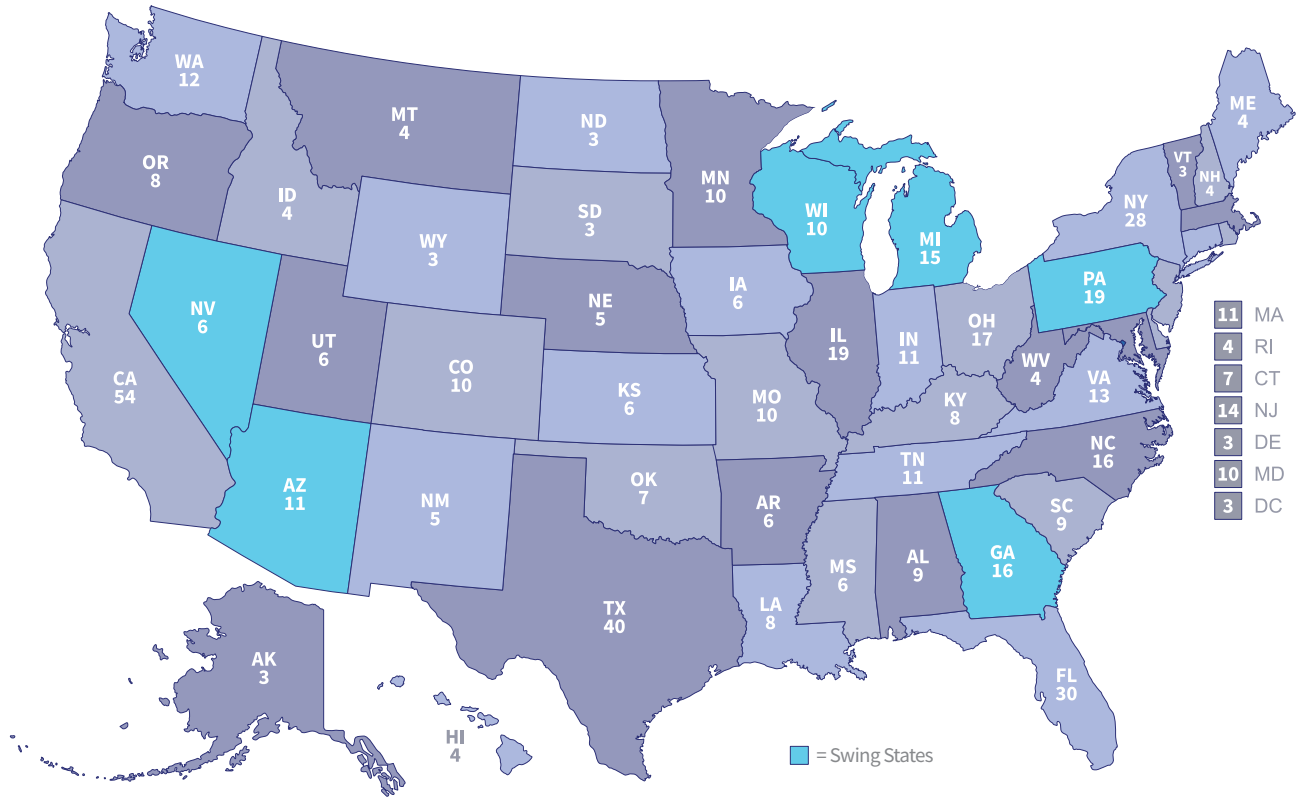 WA
12
OR
8
CA
54
NV
6
ID
4
MT
4
WY
3
UT
6
AZ
11
CO
10
NM
5
ND
3
SD
3
NE
5
KS
6
OK
7
TX
40
MN
10
IA
6
MO
10
AR
6
LA
8
WI
10
IL
19
MI
15
IN
11
OH
17
KY
8
TN
11
MS
6
AL
9
GA
16
FL
30
SC
9
NC
16
VA
13
WV
4
PA
19
NY
28
VT
3
NH
4
ME
4
11 MA
4 RI
7 CT
14 NJ
3 DE
10 MD
3 DC
AK
3
HI
4
= Swing States